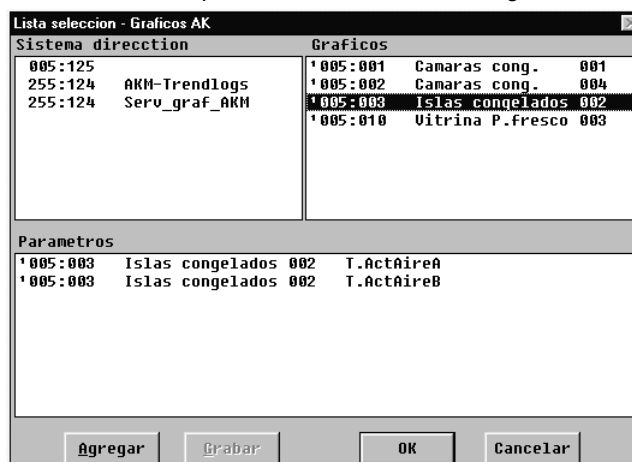 Lista seleccion - Graficos AK
Sistema direcction
005:125
255:124 AKM-Trendlogs
255:124 Serv_graf_AKM
Graficos
'005:001 Camaras cong. 001
'005:002 Camaras cong. 004
'005:003 Islas congelados 002
'005:010 Vitrina P.fresco 003
Parametros
'005:003 Islas congelados 002 T.ActAireA
'005:003 Islas congelados 002 T.ActAireB
Agregar
Grabar
OK
Cancelar